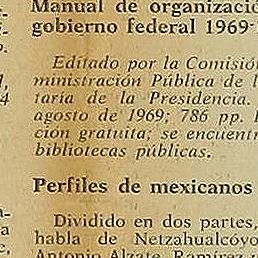 Manual de organizació
gobierno federal 1969-
Editado por la Comisión
ministración Pública de l
taría de la Presidencia.
agosto de 1969; 786 pp. I
ción gratuita; se encuentr
bibliotecas públicas.
Perfiles de mexicanos
Dividido en dos partes,
habla de Netzahualcóyo
Antonio Alzate, Ramírez